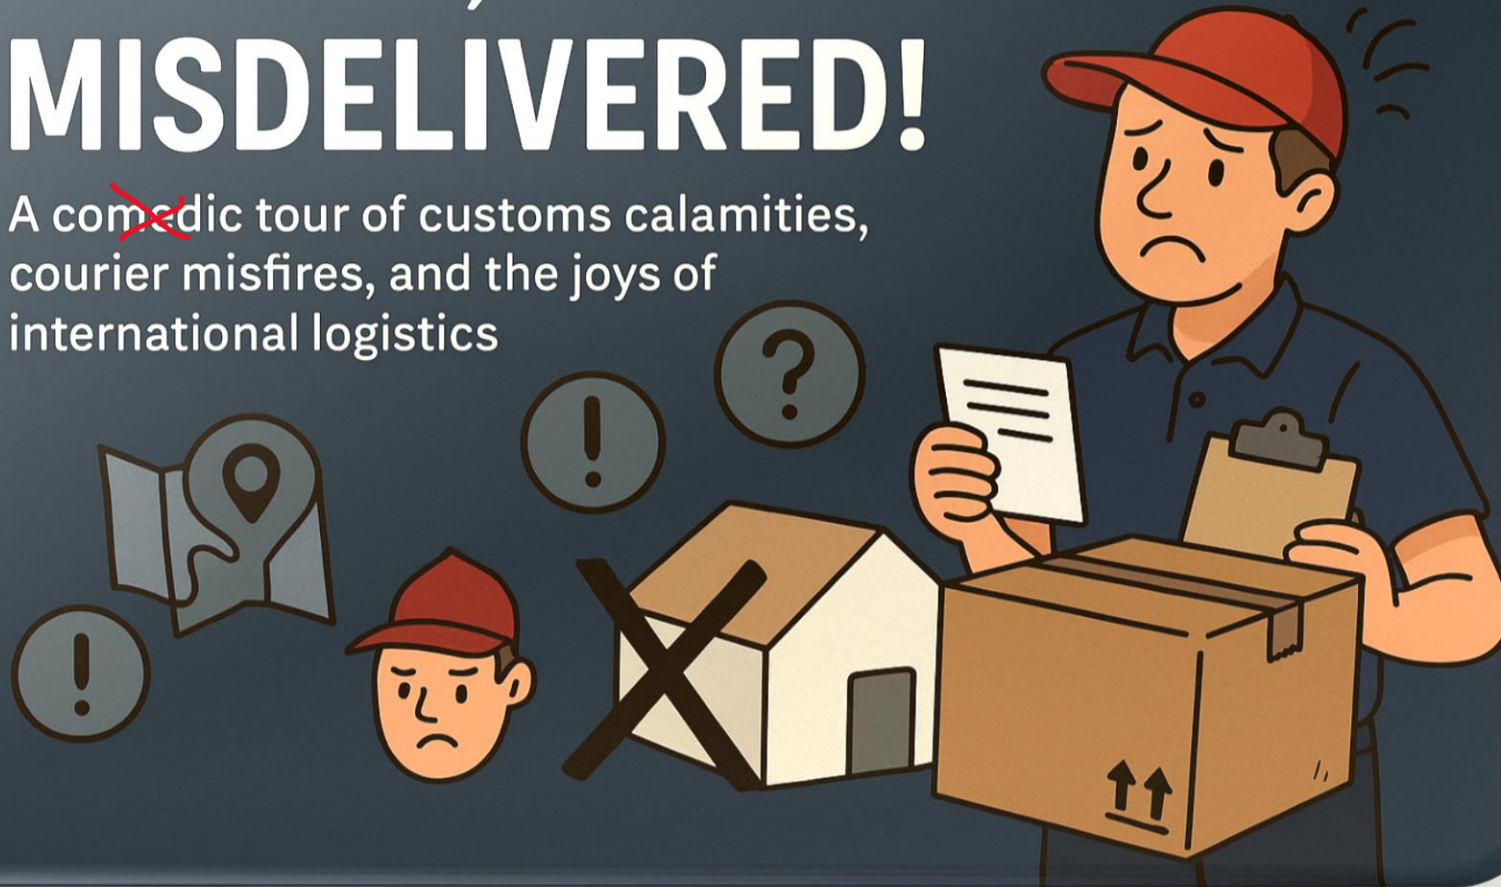 MISDELIVERED!
A comedic tour of customs calamities,
courier misfires, and the joys of
international logistics